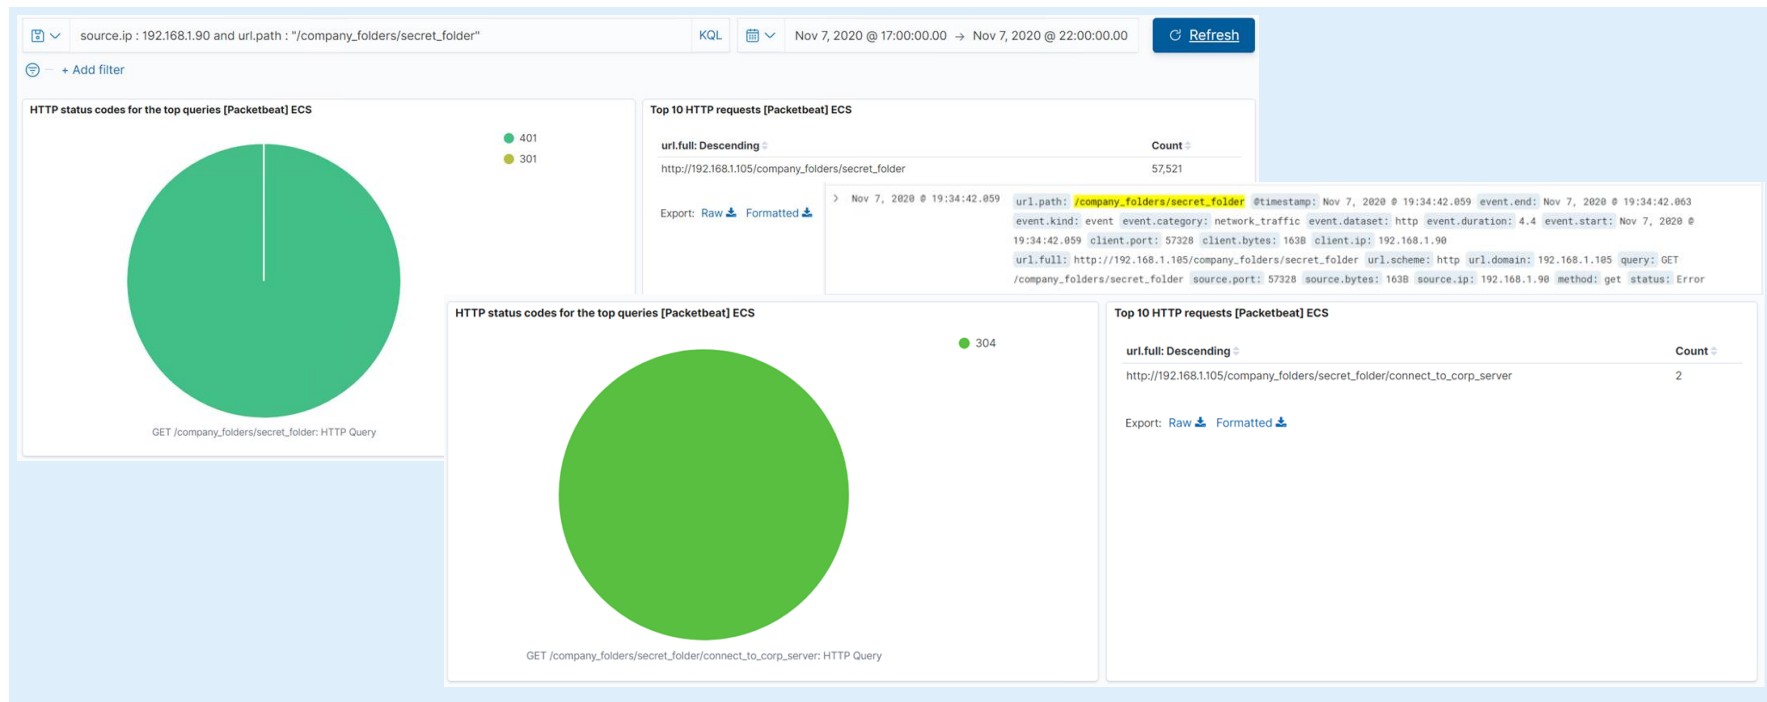 source.ip : 192.168.1.90 and url.path : "/company_folders/secret_folder"
KQL
Nov 7, 2020 @ 17:00:00.00 → Nov 7, 2020 @ 22:00:00.00
Refresh
+ Add filter
HTTP status codes for the top queries [Packetbeat] ECS
401
301
GET /company_folders/secret_folder: HTTP Query
Top 10 HTTP requests [Packetbeat] ECS
url.full: Descending
Count
http://192.168.1.105/company_folders/secret_folder
57,521
Export: Raw Formatted
> Nov 7, 2020 @ 19:34:42.059
url.path: /company_folders/secret_folder @timestamp: Nov 7, 2020 @ 19:34:42.059 event.end: Nov 7, 2020 @ 19:34:42.063
event.kind: event event.category: network_traffic event.dataset: http event.duration: 4.4 event.start: Nov 7, 2020 @
19:34:42.059 client.port: 57328 client.bytes: 163B client.ip: 192.168.1.90
url.full: http://192.168.1.105/company_folders/secret_folder url.scheme: http url.domain: 192.168.1.105 query: GET
/company_folders/secret_folder source.port: 57328 source.bytes: 163B source.ip: 192.168.1.90 method: get status: Error
HTTP status codes for the top queries [Packetbeat] ECS
304
GET /company_folders/secret_folder/connect_to_corp_server: HTTP Query
Top 10 HTTP requests [Packetbeat] ECS
url.full: Descending
Count
http://192.168.1.105/company_folders/secret_folder/connect_to_corp_server
2
Export: Raw Formatted